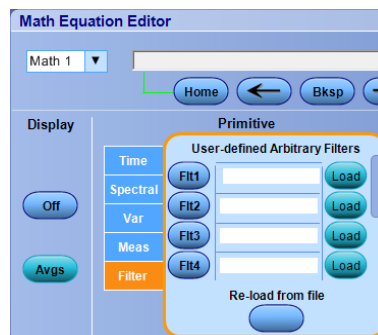 Math Equation Editor
Math 1
Home
Bksp
Display
Primitive
Time
Spectral
Var
Meas
Filter
User-defined Arbitrary Filters
Flt1 Load
Flt2 Load
Flt3 Load
Flt4 Load
Re-load from file
Off
Avgs